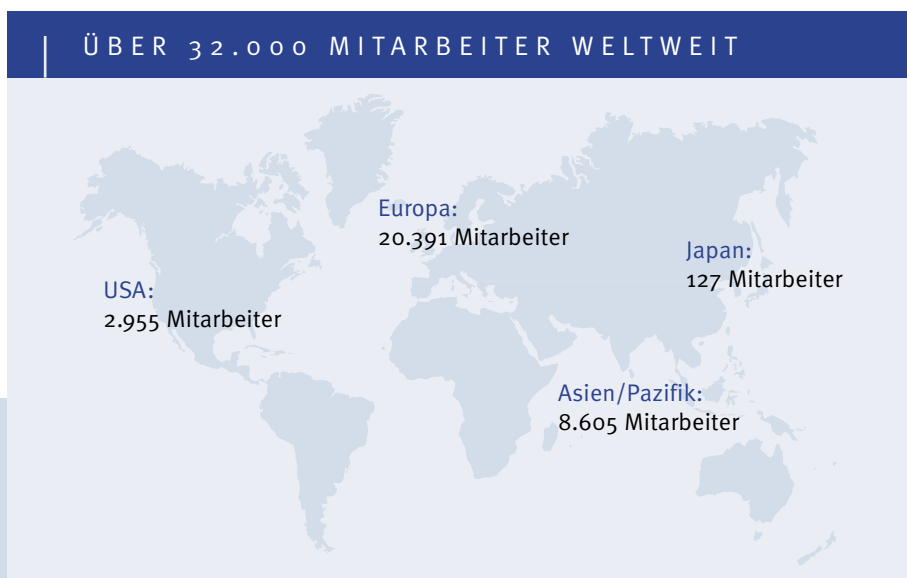 ÜBER 32.000 MITARBEITER WELTWEIT
Europa:
20.391 Mitarbeiter
Japan:
127 Mitarbeiter
USA:
2.955 Mitarbeiter
Asien/Pazifik:
8.605 Mitarbeiter